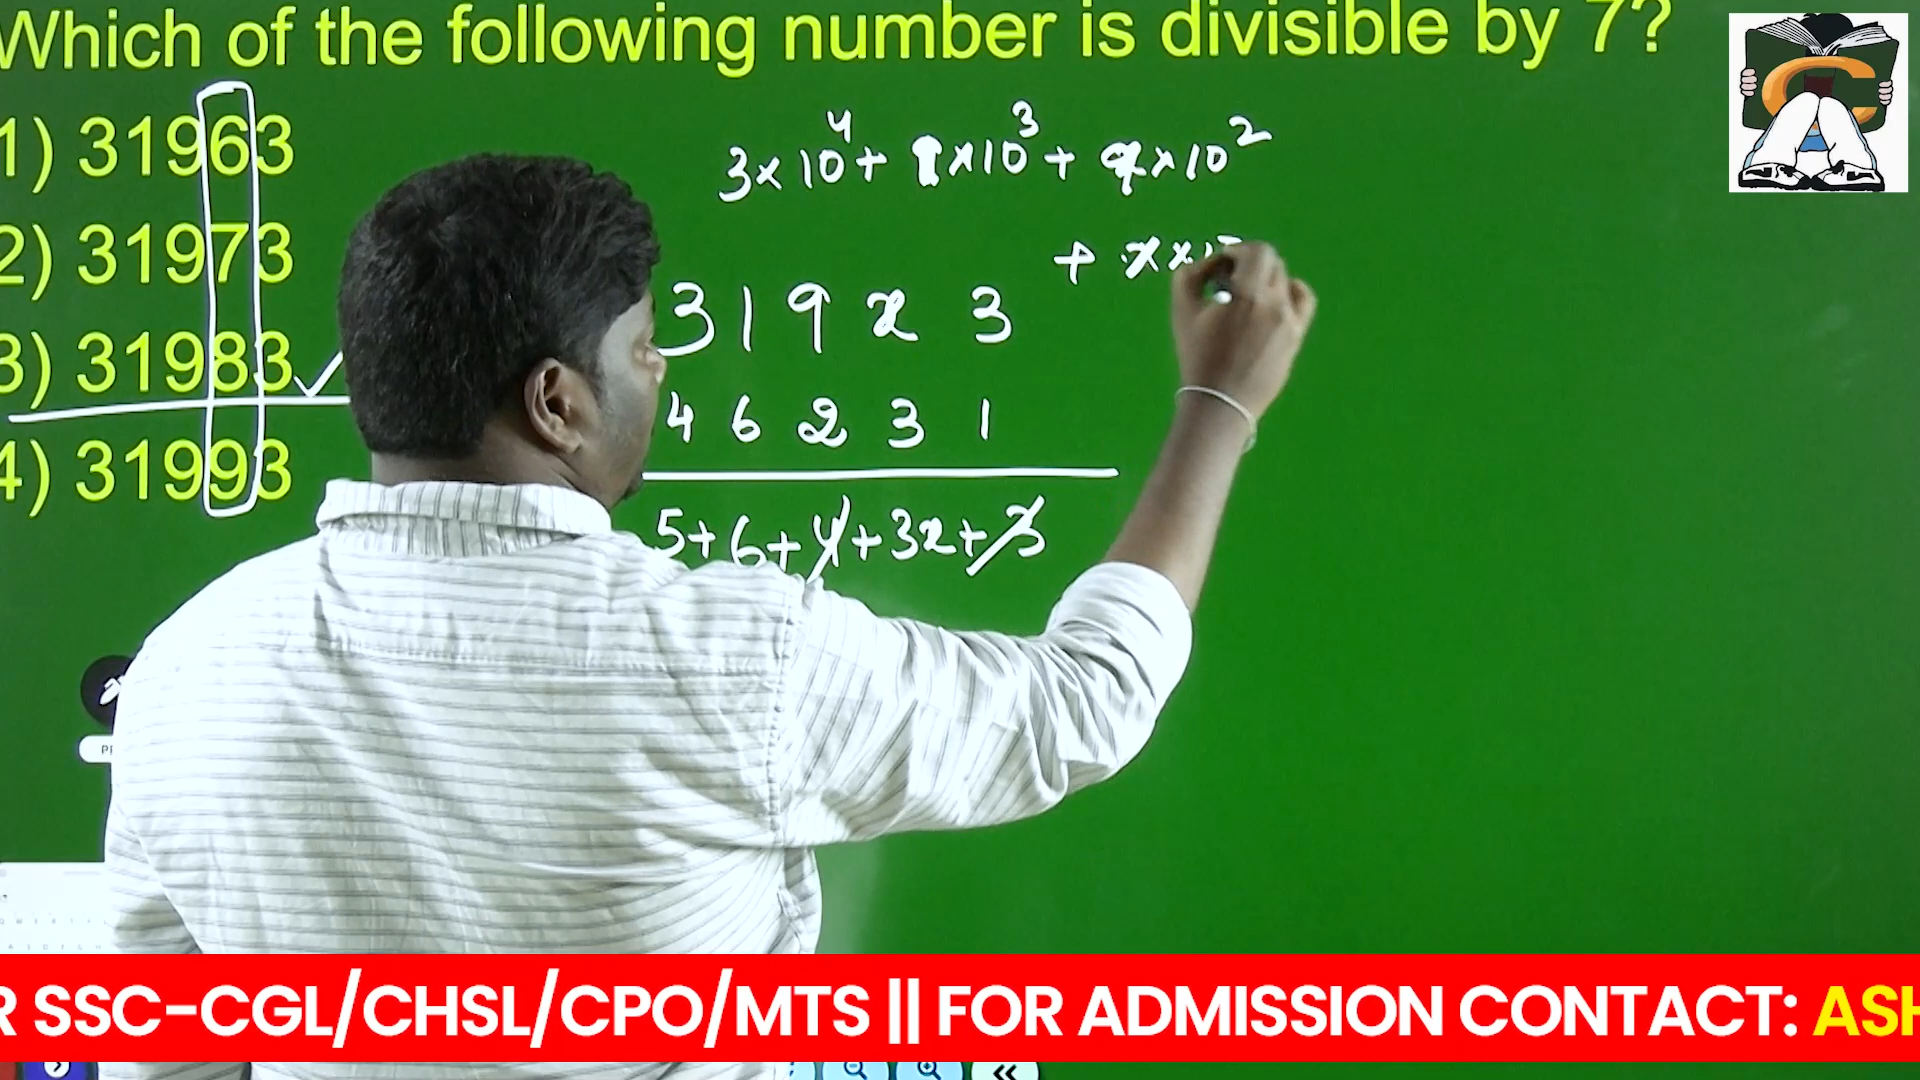 Which of the following number is divisible by 7?
1) 31963
2) 31973
3) 31983 ✓
4) 31993
3×10⁴+ 1×10³+ 9×10²
+ x×10
3 1 9 x 3
4 6 2 3 1
5+6+4+3x+3
R SSC-CGL/CHSL/CPO/MTS || FOR ADMISSION CONTACT: ASH